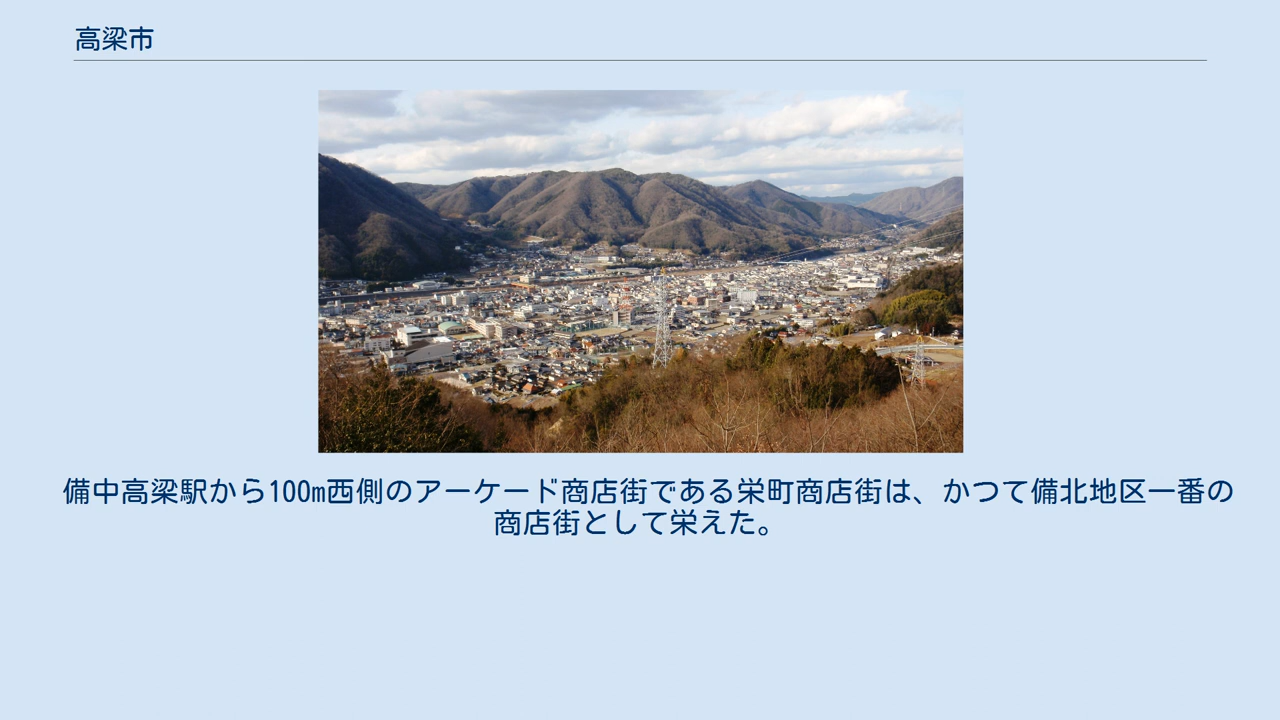 高梁市
備中高梁駅から100m西側のアーケード商店街である栄町商店街は、かつて備北地区一番の
商店街として栄えた。